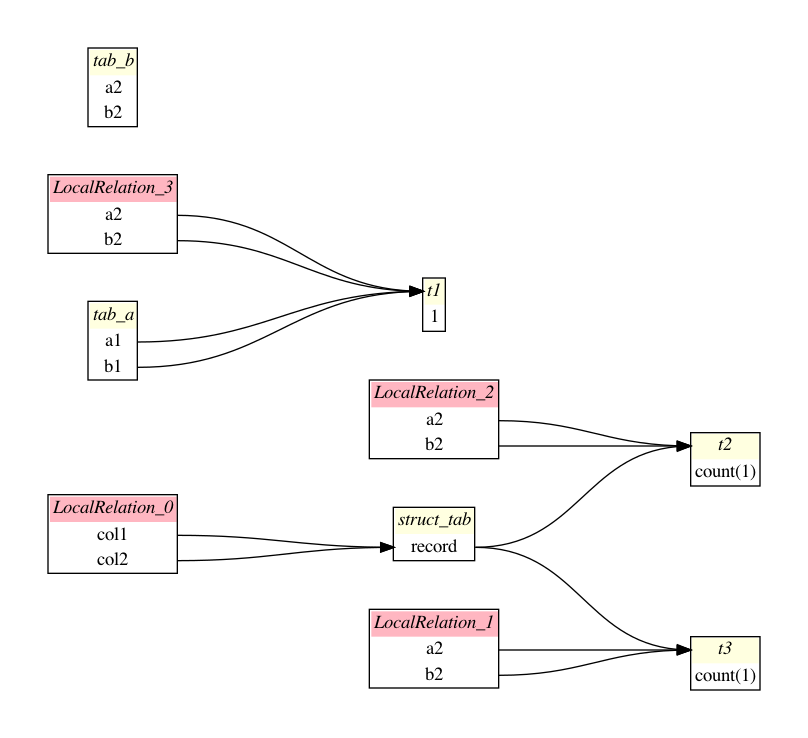 tab_b
a2
b2
LocalRelation_3
a2
b2
t1
1
tab_a
a1
b1
LocalRelation_2
a2
b2
t2
count(1)
LocalRelation_0
col1
col2
struct_tab
record
LocalRelation_1
a2
b2
t3
count(1)